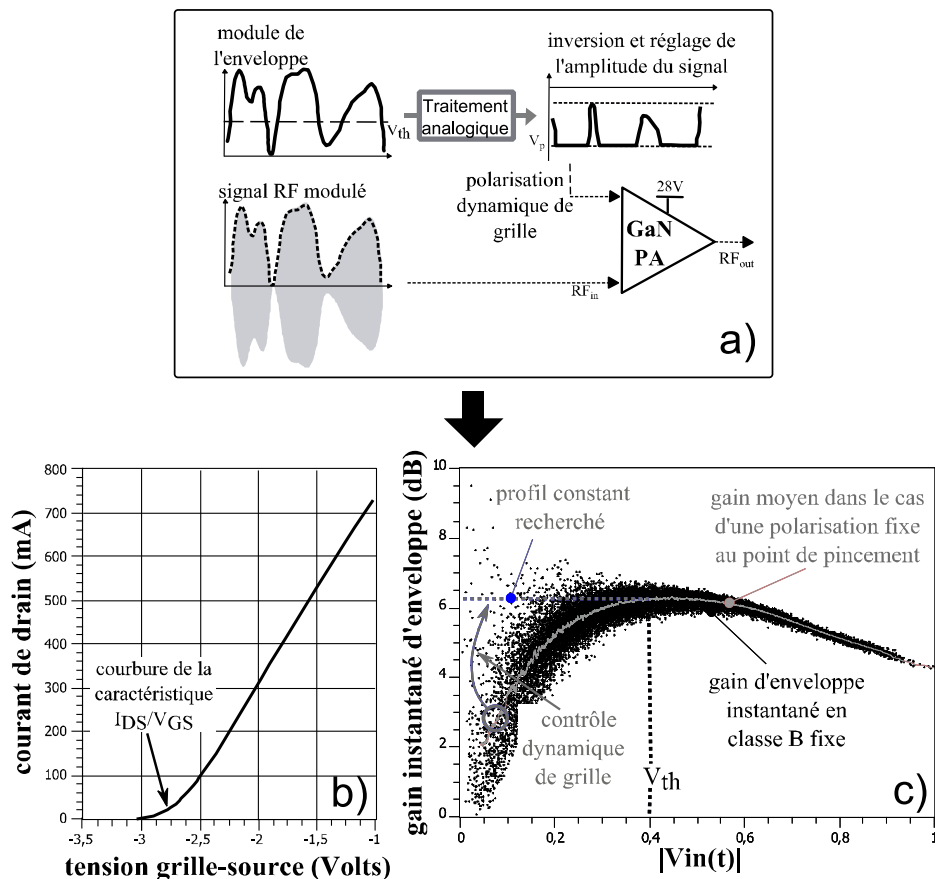 module de
l'enveloppe
V_th
Traitement
analogique
inversion et réglage de
l'amplitude du signal
V_p
signal RF modulé
polarisation
dynamique de
grille
28V
GaN
PA
RF_in
RF_out
a)
courant de drain (mA)
800
700
600
500
400
300
200
100
0
courbure de la
caractéristique
I_DS/V_GS
b)
-3,5
-3
-2,5
-2
-1,5
-1
tension grille-source (Volts)
gain instantané d'enveloppe (dB)
10
8
6
4
2
0
profil constant
recherché
gain moyen dans le cas
d'une polarisation fixe
au point de pincement
contrôle
dynamique
de grille
gain d'enveloppe
instantané en
classe B fixe
V_th
c)
0
0,2
0,4
0,6
0,8
1
|Vin(t)|